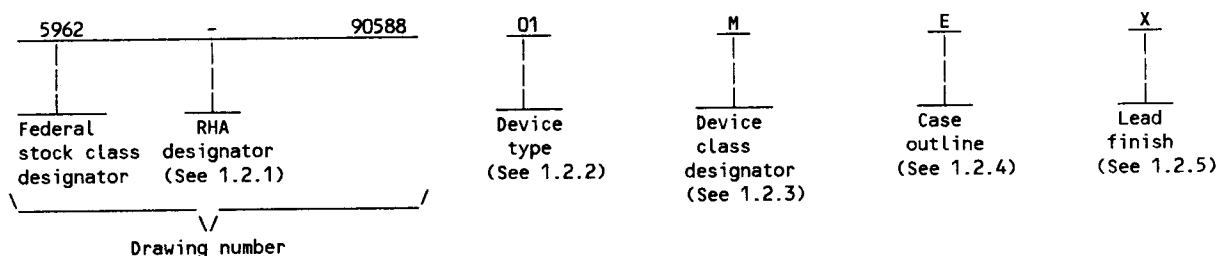 5962 - 90588 01 M E X
Federal stock class designator
RHA designator (See 1.2.1)
Device type (See 1.2.2)
Device class designator (See 1.2.3)
Case outline (See 1.2.4)
Lead finish (See 1.2.5)
Drawing number